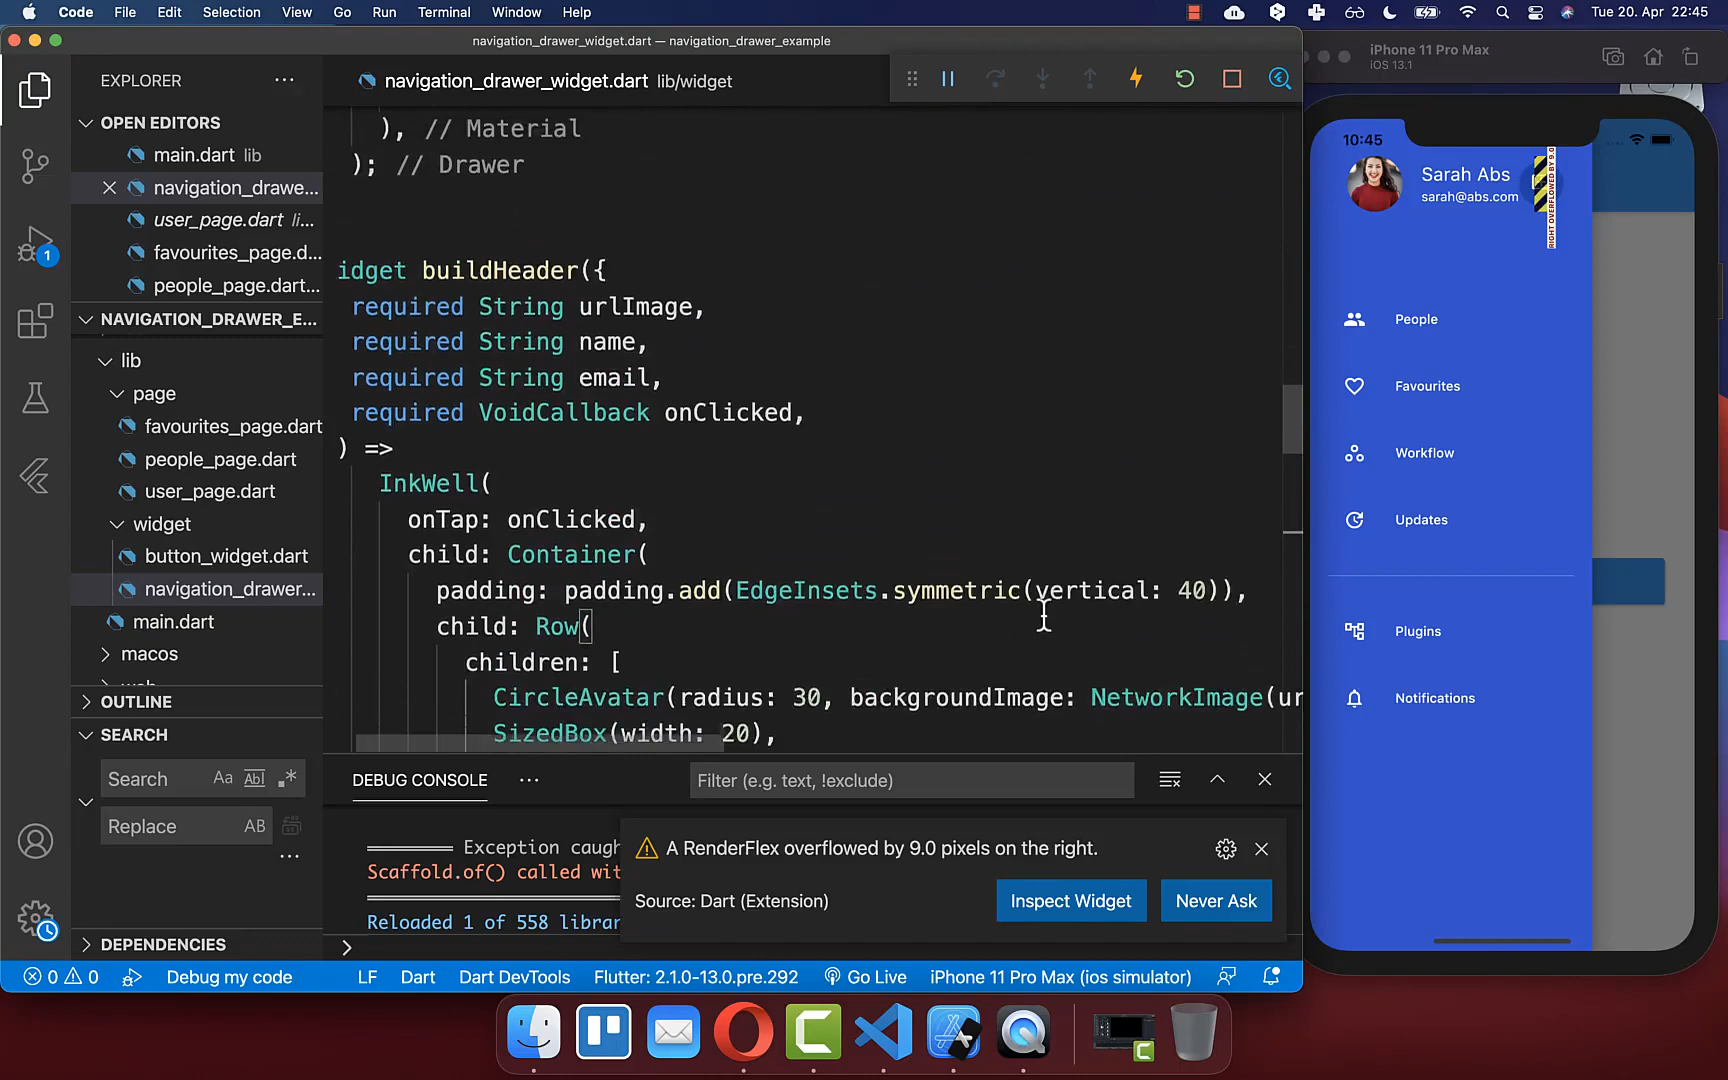 Code File Edit Selection View Go Run Terminal Window Help Tue 20. Apr 22:45
navigation_drawer_widget.dart — navigation_drawer_example
EXPLORER
OPEN EDITORS
main.dart lib
navigation_drawe...
user_page.dart li...
favourites_page.d...
people_page.dart...
NAVIGATION_DRAWER_E...
lib
page
favourites_page.dart
people_page.dart
user_page.dart
widget
button_widget.dart
navigation_drawer...
main.dart
macos
OUTLINE
SEARCH
Search Aa Abl .*
Replace AB
...
DEPENDENCIES
1
navigation_drawer_widget.dart lib/widget
), // Material
); // Drawer
idget buildHeader({
required String urlImage,
required String name,
required String email,
required VoidCallback onClicked,
) =>
InkWell(
onTap: onClicked,
child: Container(
padding: padding.add(EdgeInsets.symmetric(vertical: 40)),
child: Row(
children: [
CircleAvatar(radius: 30, backgroundImage: NetworkImage(ur
SizedBox(width: 20),
DEBUG CONSOLE ... Filter (e.g. text, !exclude)
Exception caugh
Scaffold.of() called wit
Reloaded 1 of 558 librar
>
A RenderFlex overflowed by 9.0 pixels on the right.
Source: Dart (Extension)
Inspect Widget Never Ask
0 0 Debug my code LF Dart Dart DevTools Flutter: 2.1.0-13.0.pre.292 Go Live iPhone 11 Pro Max (ios simulator)
iPhone 11 Pro Max
iOS 13.1
10:45
Sarah Abs
sarah@abs.com
RIGHT OVERFLOWED BY 9.0
People
Favourites
Workflow
Updates
Plugins
Notifications